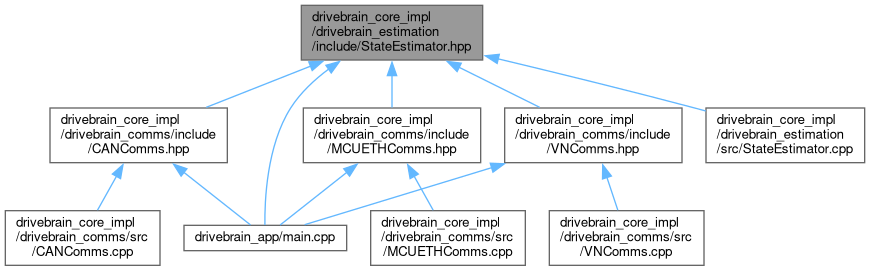 drivebrain_core_impl
/drivebrain_estimation
/include/StateEstimator.hpp
drivebrain_core_impl
/drivebrain_comms/include
/CANComms.hpp
drivebrain_core_impl
/drivebrain_comms/include
/MCUETHComms.hpp
drivebrain_core_impl
/drivebrain_comms/include
/VNComms.hpp
drivebrain_core_impl
/drivebrain_estimation
/src/StateEstimator.cpp
drivebrain_core_impl
/drivebrain_comms/src
/CANComms.cpp
drivebrain_app/main.cpp
drivebrain_core_impl
/drivebrain_comms/src
/MCUETHComms.cpp
drivebrain_core_impl
/drivebrain_comms/src
/VNComms.cpp